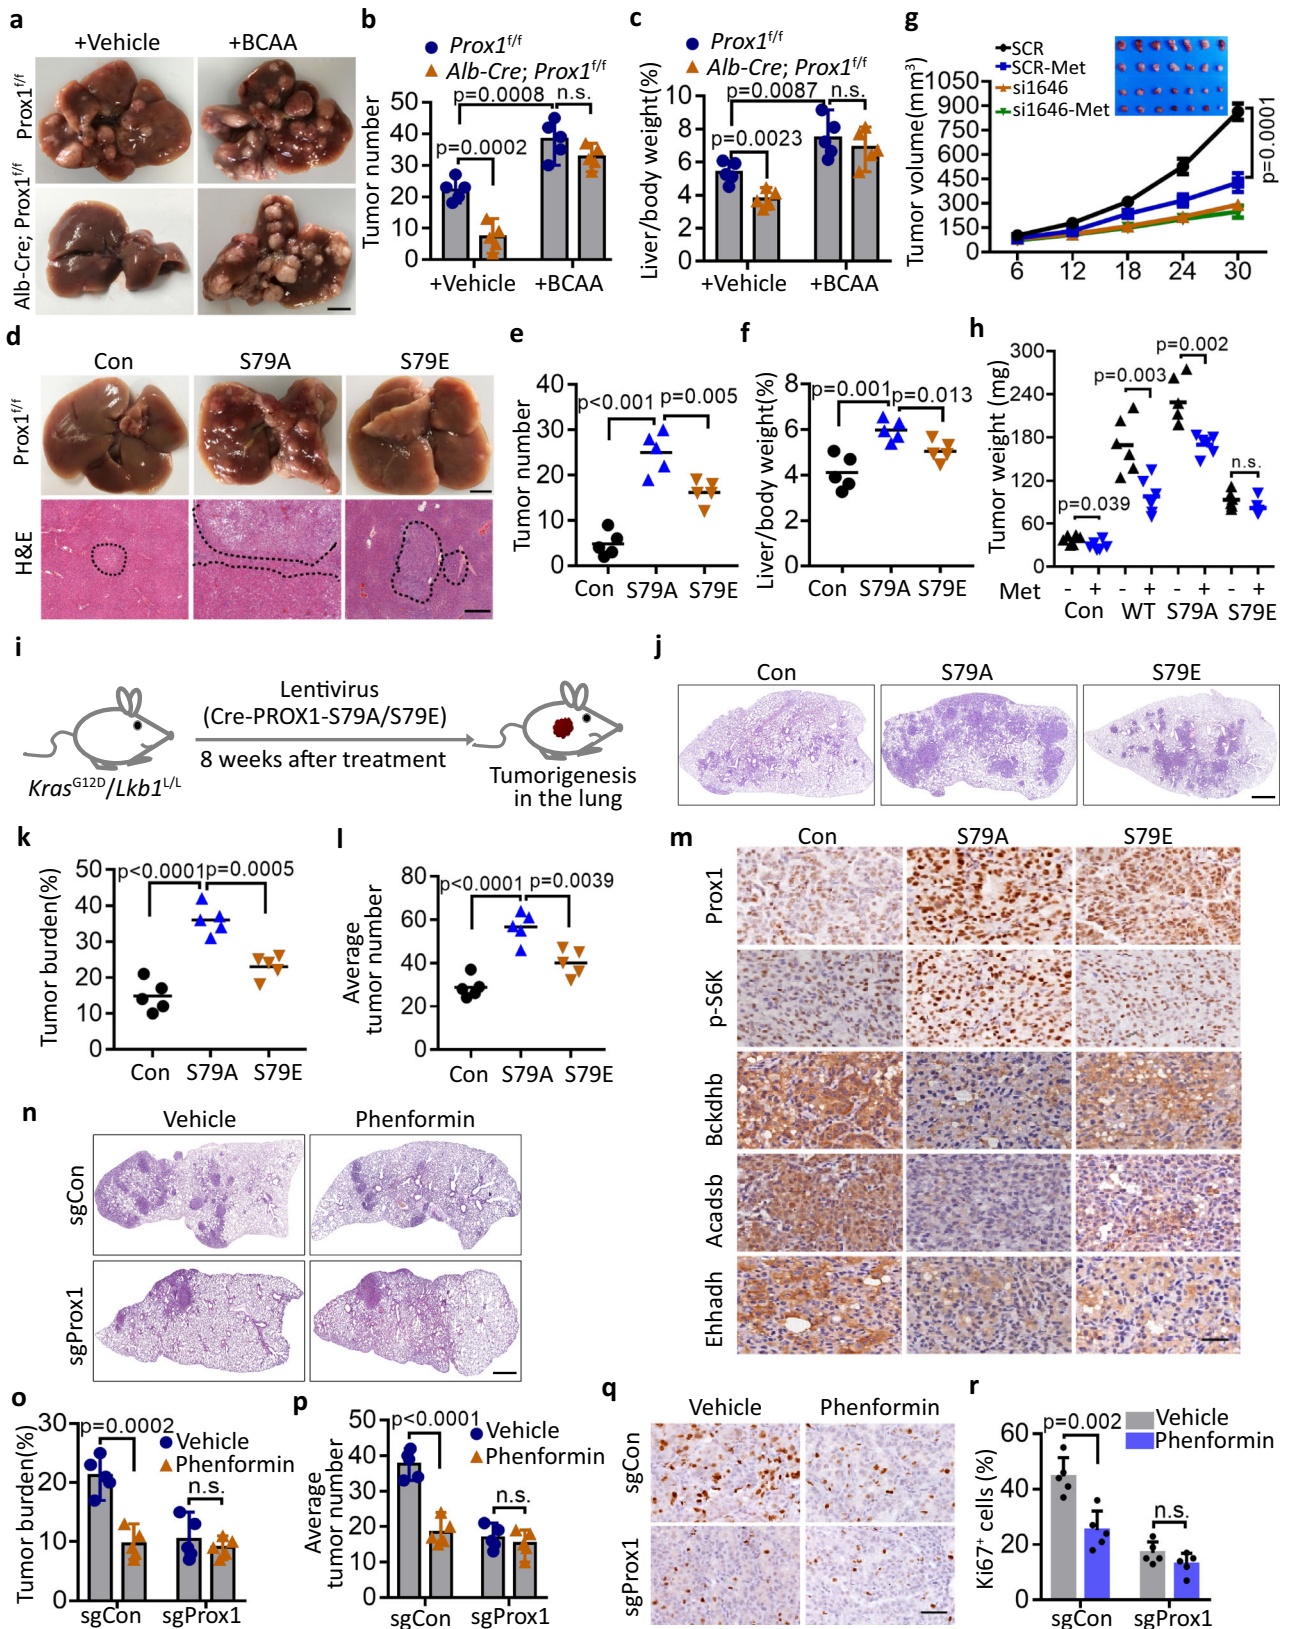 a
+Vehicle
+BCAA
Prox1f/f
Alb-Cre; Prox1f/f
b
Prox1f/f
Alb-Cre; Prox1f/f
p=0.0008
n.s.
p=0.0002
Tumor number
50
40
30
20
10
0
+Vehicle
+BCAA
c
Prox1f/f
Alb-Cre; Prox1f/f
p=0.0087
n.s.
p=0.0023
Liver/body weight(%)
10
8
6
4
2
0
+Vehicle
+BCAA
g
SCR
SCR-Met
si1646
si1646-Met
Tumor volume(mm3)
1050
900
750
600
450
300
150
0
6
12
18
24
30
p=0.0001
d
Con
S79A
S79E
Prox1f/f
H&E
e
Tumor number
40
30
20
10
0
p<0.001
p=0.005
Con
S79A
S79E
f
Liver/body weight(%)
8
6
4
2
0
p=0.001
p=0.013
Con
S79A
S79E
h
Tumor weight (mg)
300
240
180
120
60
0
p=0.002
p=0.003
p=0.039
n.s.
Met
-
+
-
+
-
+
-
+
Con
WT
S79A
S79E
i
Lentivirus
(Cre-PROX1-S79A/S79E)
8 weeks after treatment
KrasG12D/Lkb1L/L
Tumorigenesis
in the lung
j
Con
S79A
S79E
k
Tumor burden(%)
50
40
30
20
10
0
p<0.0001
p=0.0005
Con
S79A
S79E
l
Average
tumor number
80
60
40
20
0
p<0.0001
p=0.0039
Con
S79A
S79E
m
Con
S79A
S79E
Prox1
p-S6K
Bckdhb
Acadsb
Ehhadh
n
Vehicle
Phenformin
sgCon
sgProx1
o
Tumor burden(%)
30
20
10
0
p=0.0002
Vehicle
Phenformin
n.s.
sgCon
sgProx1
p
Average
tumor number
50
40
30
20
10
0
p<0.0001
Vehicle
Phenformin
n.s.
sgCon
sgProx1
q
Vehicle
Phenformin
sgCon
sgProx1
r
Ki67+ cells (%)
60
40
20
0
p=0.002
Vehicle
Phenformin
n.s.
sgCon
sgProx1